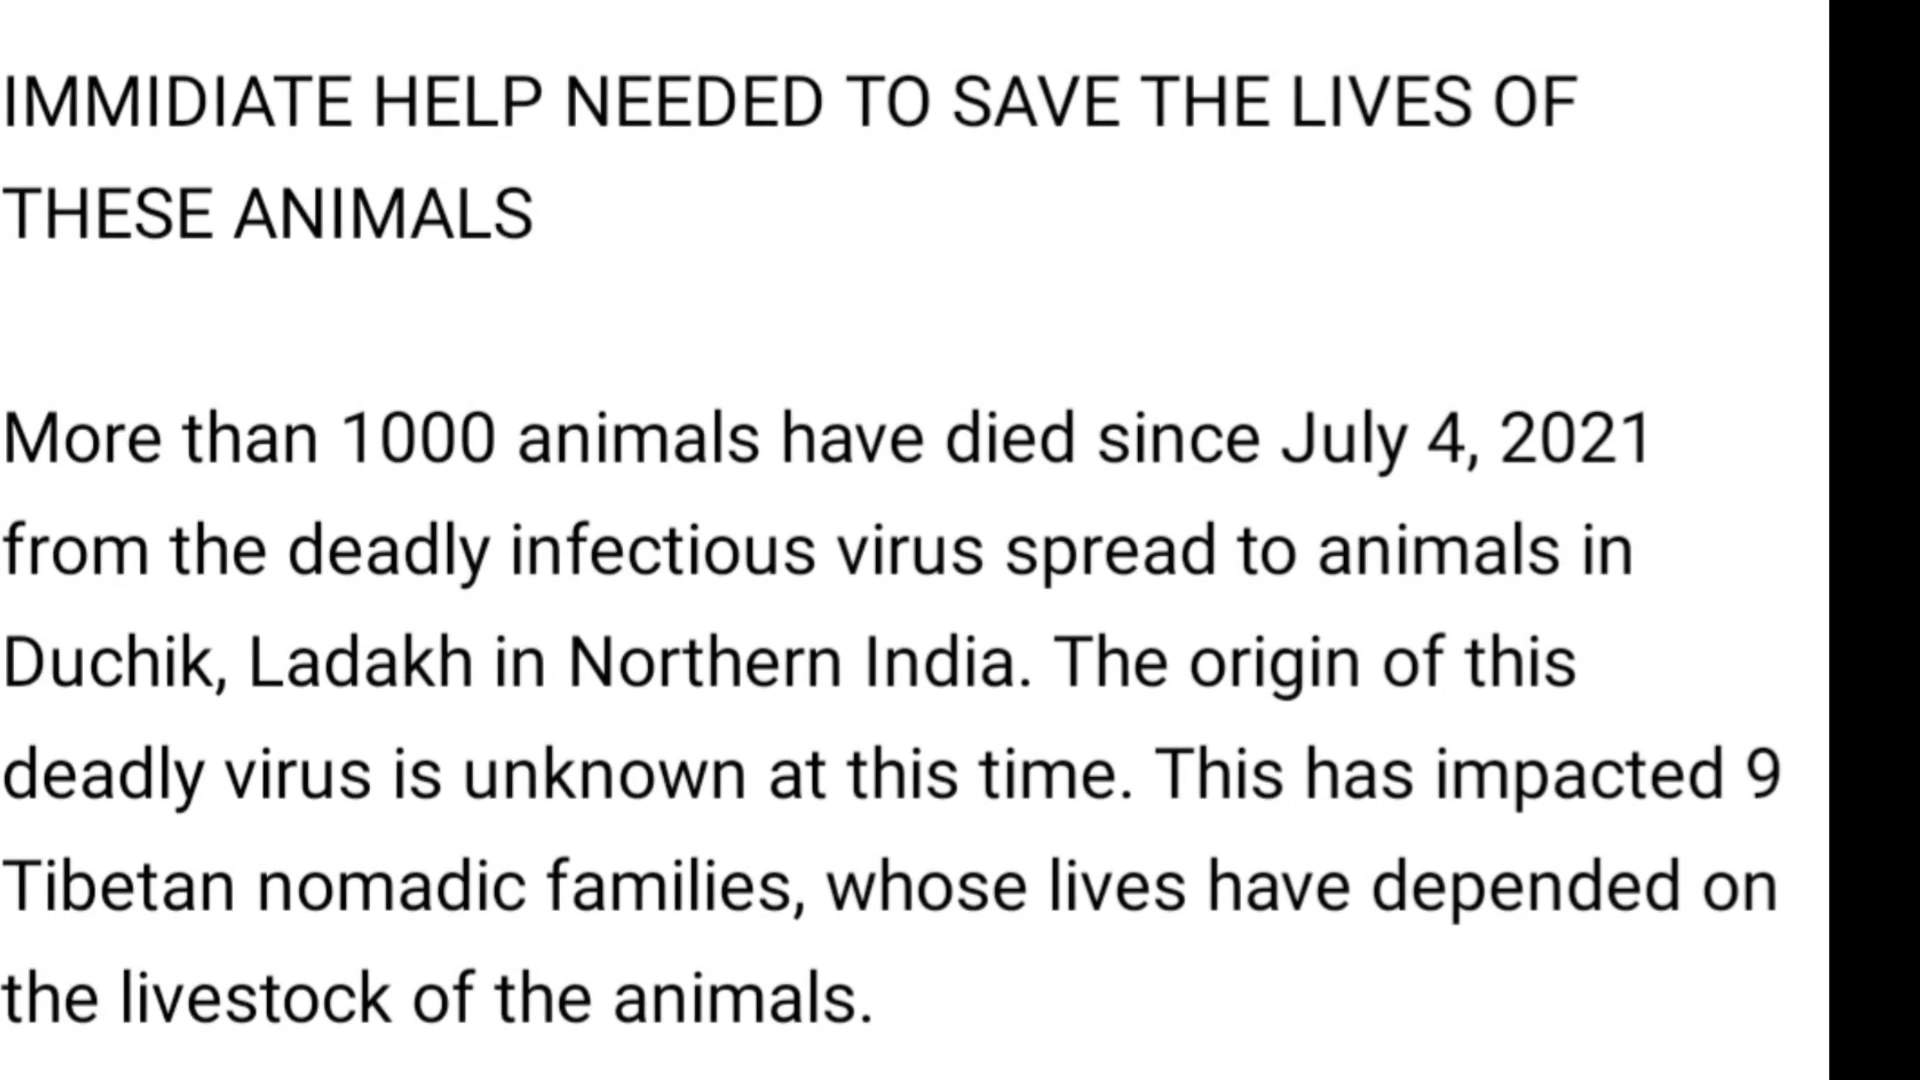 IMMIDIATE HELP NEEDED TO SAVE THE LIVES OF
THESE ANIMALS
More than 1000 animals have died since July 4, 2021
from the deadly infectious virus spread to animals in
Duchik, Ladakh in Northern India. The origin of this
deadly virus is unknown at this time. This has impacted 9
Tibetan nomadic families, whose lives have depended on
the livestock of the animals.